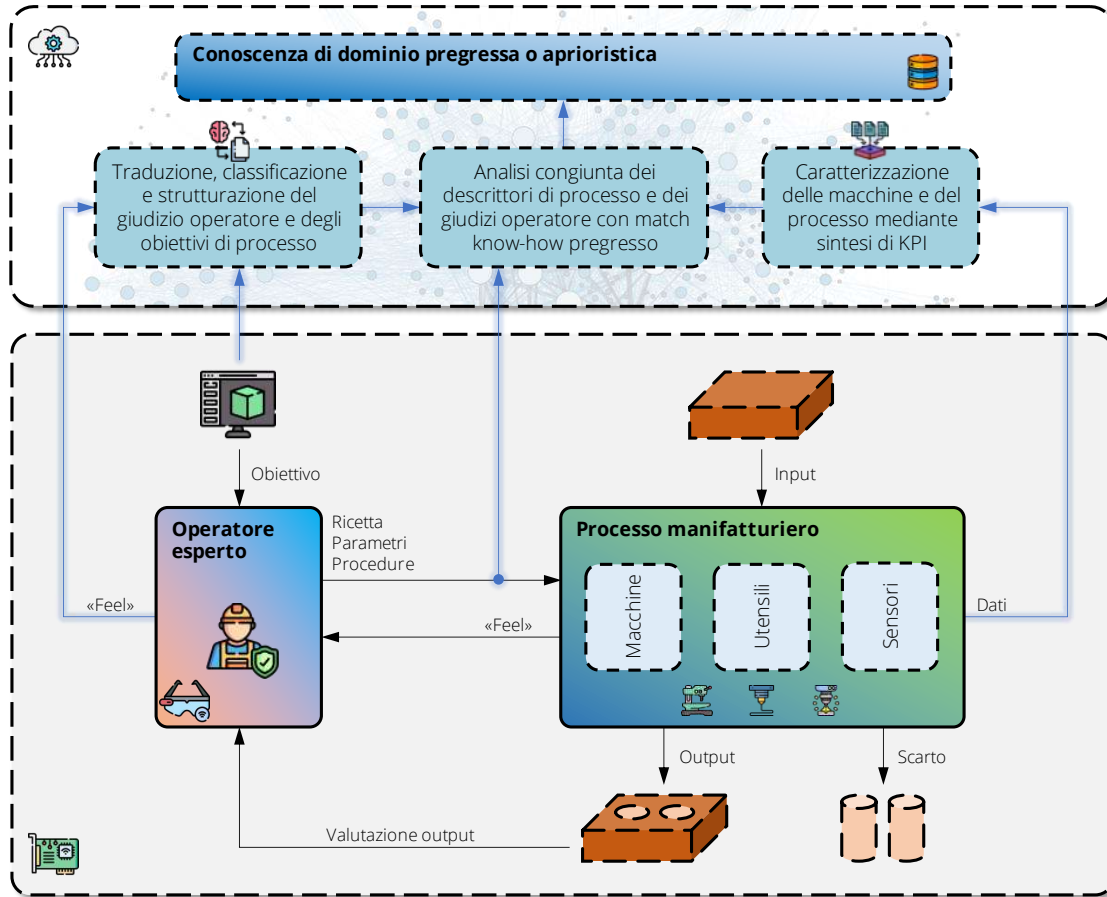 Conoscenza di dominio pregressa o aprioristica
Traduzione, classificazione
e strutturazione del
giudizio operatore e degli
obiettivi di processo
Analisi congiunta dei
descrittori di processo e dei
giudizi operatore con match
know-how pregresso
Caratterizzazione
delle macchine e del
processo mediante
sintesi di KPI
Obiettivo
Input
Operatore
esperto
Ricetta
Parametri
Procedure
Processo manifatturiero
Macchine
Utensili
Sensori
«Feel»
«Feel»
Dati
Output
Scarto
Valutazione output